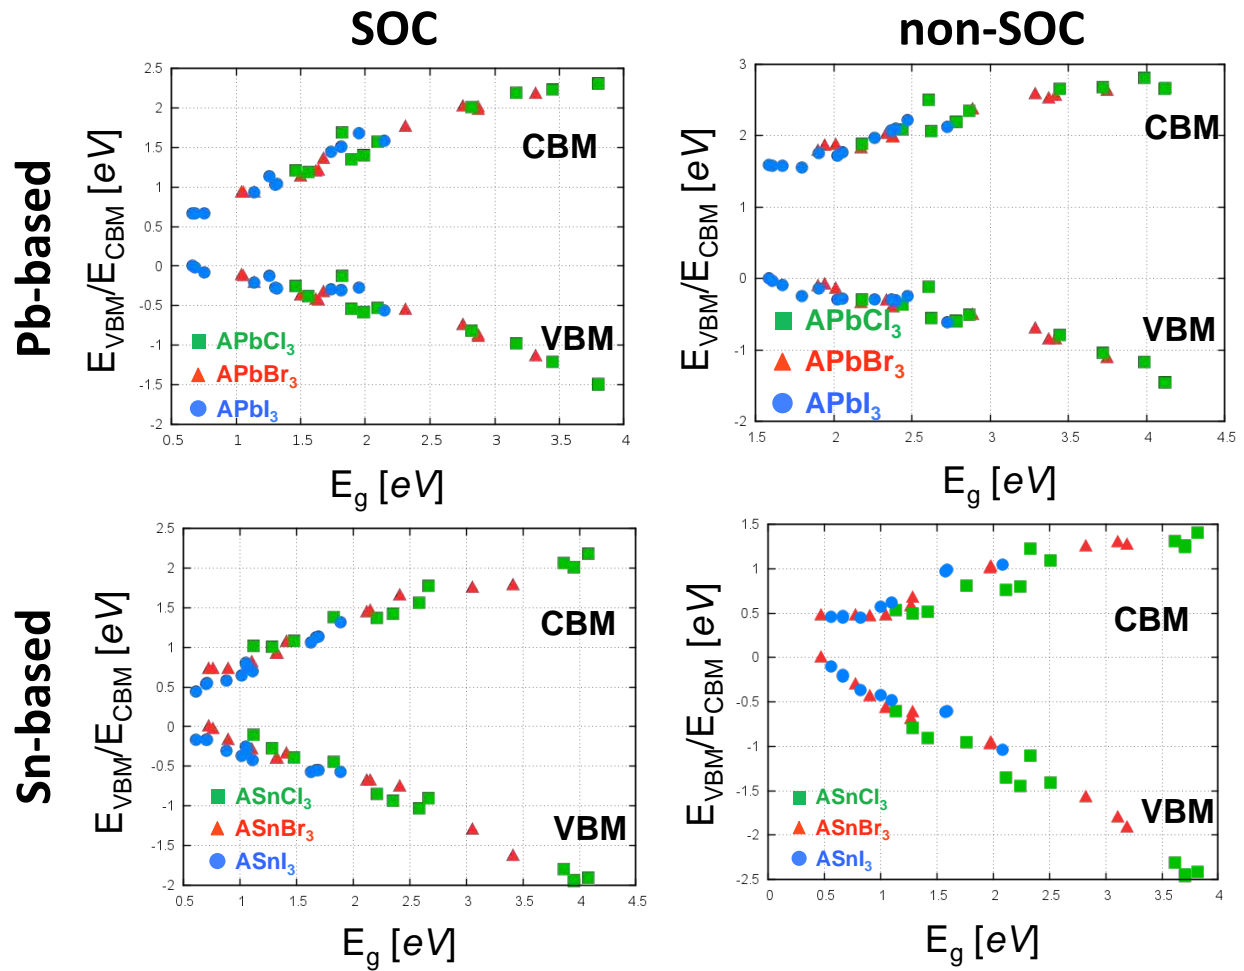 SOC
non-SOC
Pb-based
Sn-based
E_VBM/E_CBM [eV]
2.5
2
1.5
1
0.5
0
-0.5
-1
-1.5
-2
CBM
VBM
APbCl3
APbBr3
APbI3
0.5 1 1.5 2 2.5 3 3.5 4
Eg [eV]
E_VBM/E_CBM [eV]
3
2
1
0
-1
-2
CBM
VBM
APbCl3
APbBr3
APbI3
1.5 2 2.5 3 3.5 4 4.5
Eg [eV]
E_VBM/E_CBM [eV]
2.5
2
1.5
1
0.5
0
-0.5
-1
-1.5
-2
CBM
VBM
ASnCl3
ASnBr3
ASnI3
0.5 1 1.5 2 2.5 3 3.5 4 4.5
Eg [eV]
E_VBM/E_CBM [eV]
1.5
1
0.5
0
-0.5
-1
-1.5
-2
-2.5
CBM
VBM
ASnCl3
ASnBr3
ASnI3
0 0.5 1 1.5 2 2.5 3 3.5 4
Eg [eV]